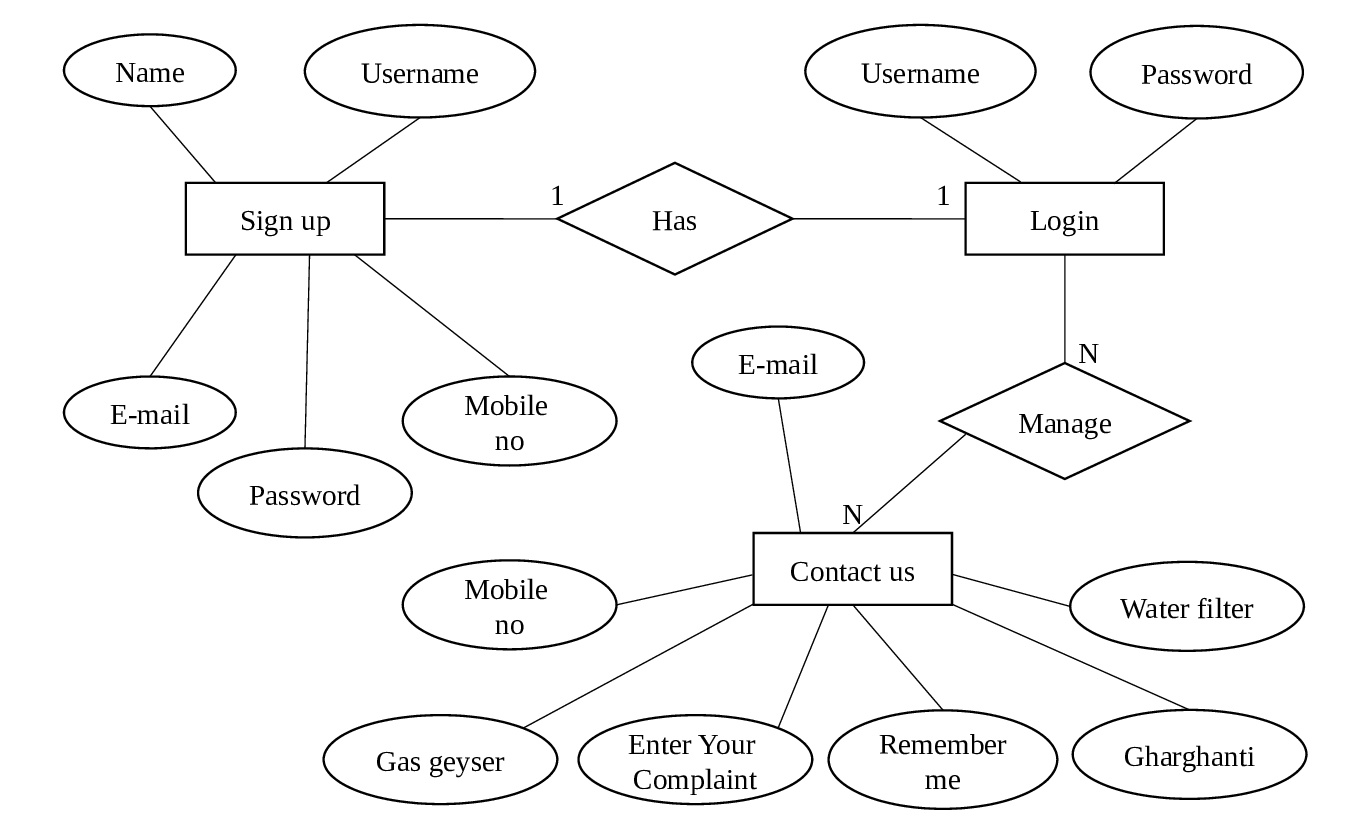 Name
Username
Username
Password
1
1
Sign up
Has
Login
N
E-mail
E-mail
Mobile
no
Manage
Password
N
Contact us
Mobile
no
Water filter
Gas geyser
Enter Your
Complaint
Remember
me
Gharghanti